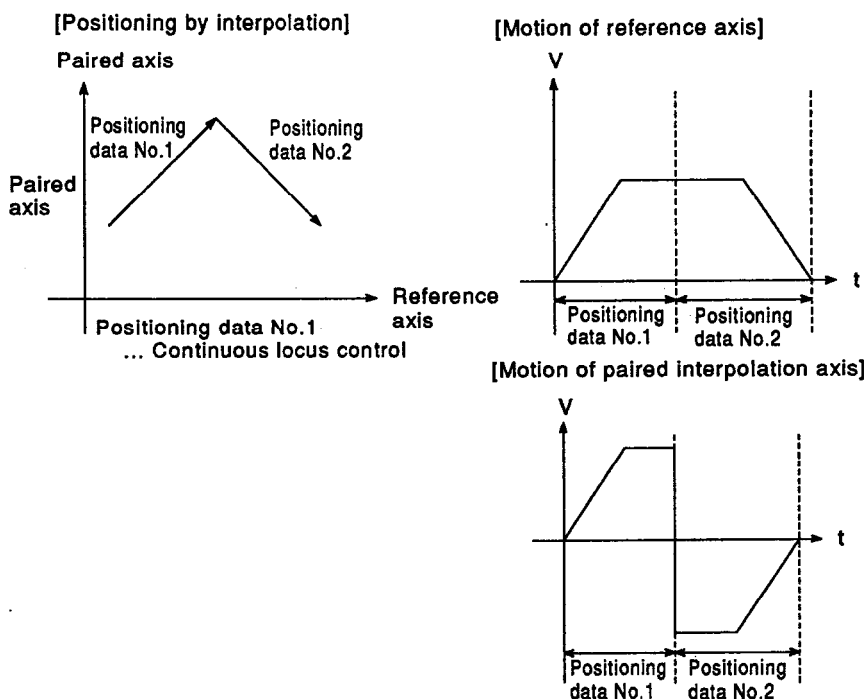 [Positioning by interpolation]
Paired axis
Positioning
data No.1
Positioning
data No.2
Paired
axis
Reference
axis
Positioning data No.1
... Continuous locus control
[Motion of reference axis]
V
t
Positioning
data No.1
Positioning
data No.2
[Motion of paired interpolation axis]
V
t
Positioning
data No.1
Positioning
data No.2